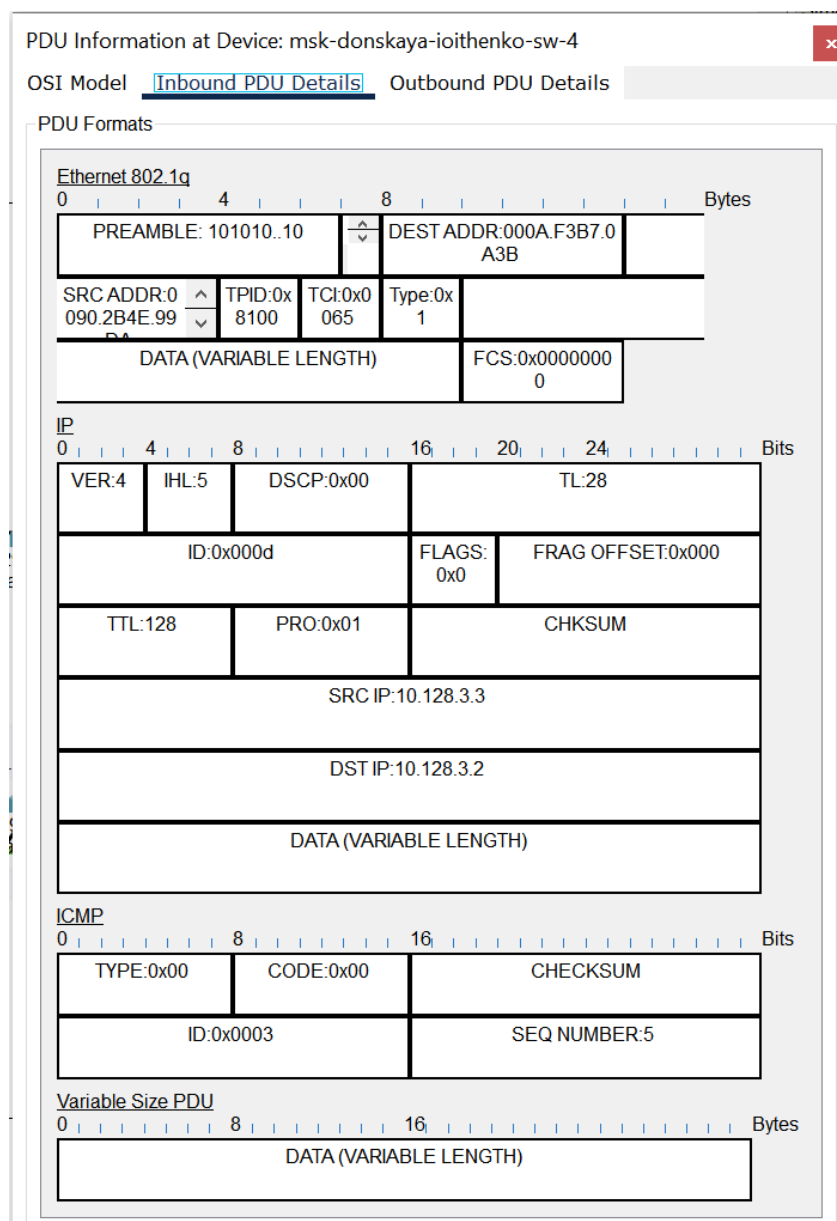 PDU Information at Device: msk-donskaya-ioithenko-sw-4
OSI Model Inbound PDU Details Outbound PDU Details
PDU Formats
Ethernet 802.1q
0 4 8 Bytes
PREAMBLE: 101010..10 DEST ADDR:000A.F3B7.0
A3B
SRC ADDR:0 TPID:0x TCI:0x0 Type:0x
090.2B4E.99 8100 065 1
DATA (VARIABLE LENGTH) FCS:0x0000000
0
IP
0 4 8 16 20 24 Bits
VER:4 IHL:5 DSCP:0x00 TL:28
ID:0x000d FLAGS: FRAG OFFSET:0x000
0x0
TTL:128 PRO:0x01 CHKSUM
SRC IP:10.128.3.3
DST IP:10.128.3.2
DATA (VARIABLE LENGTH)
ICMP
0 8 16 Bits
TYPE:0x00 CODE:0x00 CHECKSUM
ID:0x0003 SEQ NUMBER:5
Variable Size PDU
0 8 16 Bytes
DATA (VARIABLE LENGTH)